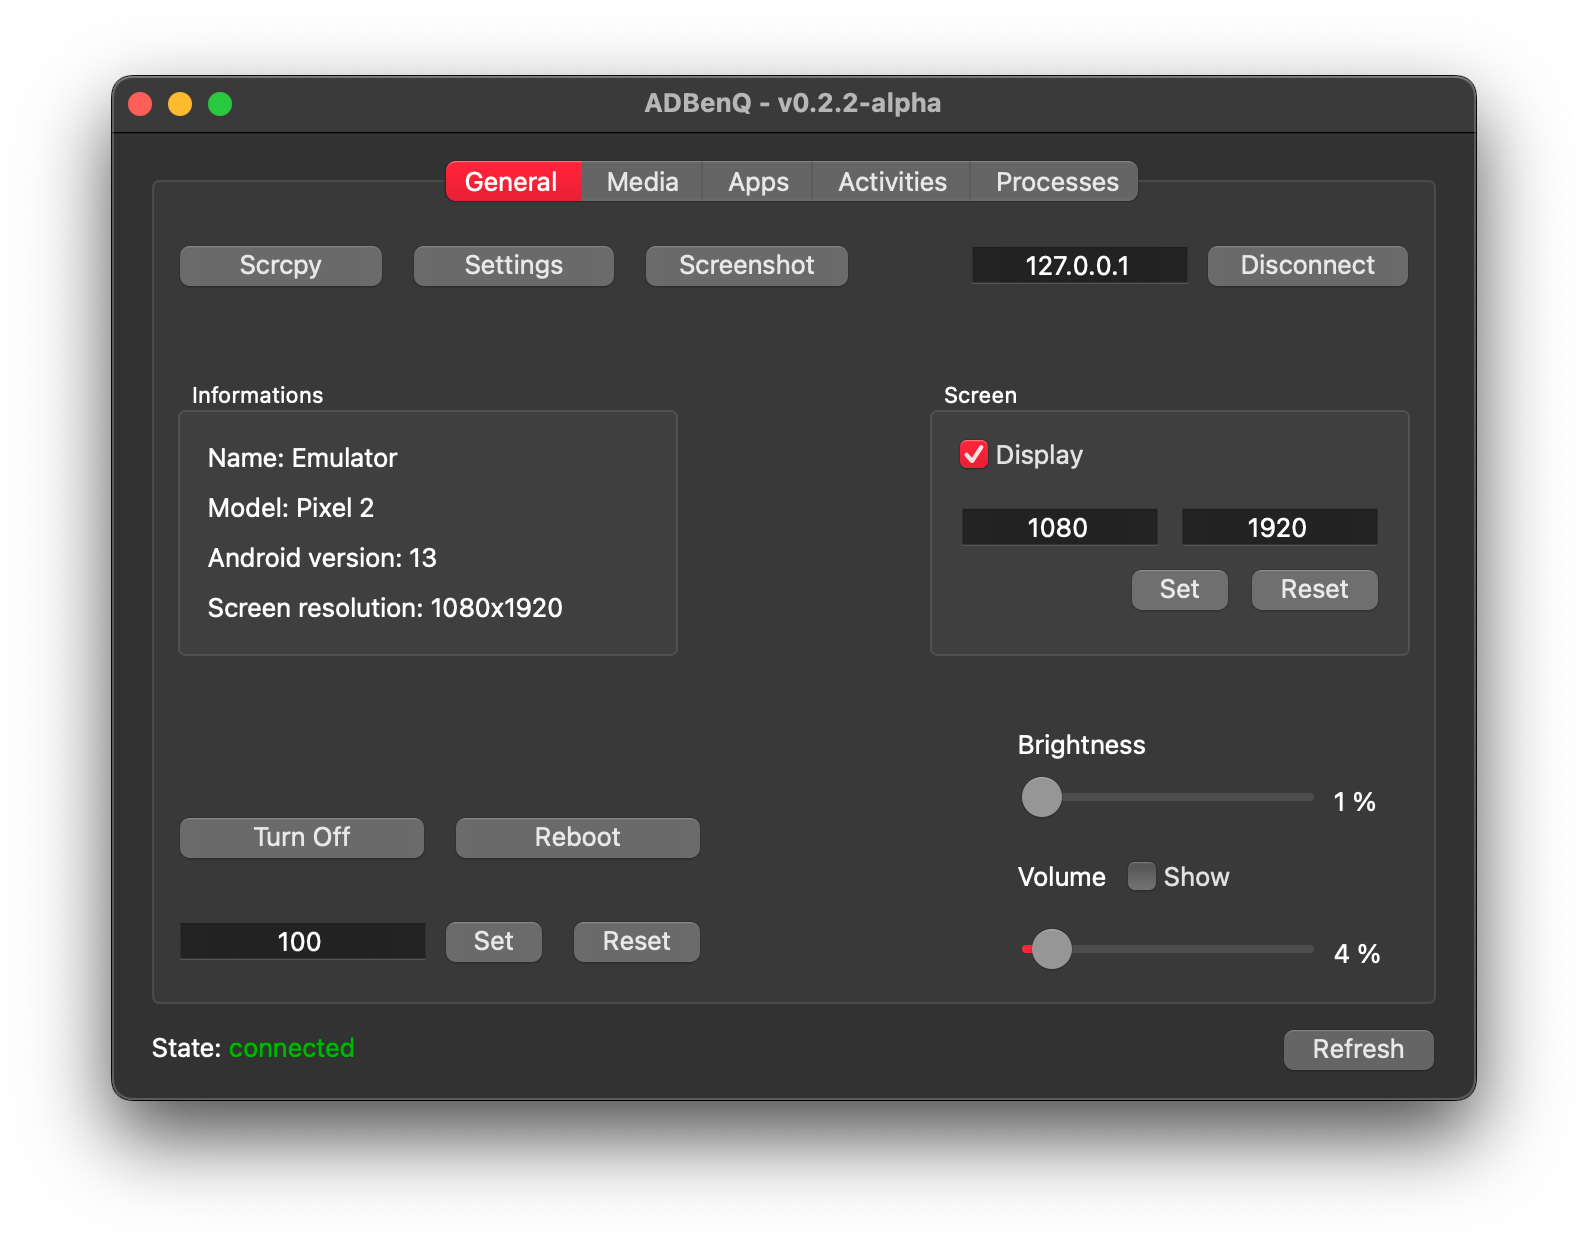 ADBenQ - v0.2.2-alpha
General Media Apps Activities Processes
Scrcpy Settings Screenshot 127.0.0.1 Disconnect
Informations
Name: Emulator
Model: Pixel 2
Android version: 13
Screen resolution: 1080x1920
Screen
Display
1080 1920
Set Reset
Brightness
1 %
Turn Off Reboot
Volume Show
100 Set Reset
4 %
State: connected
Refresh